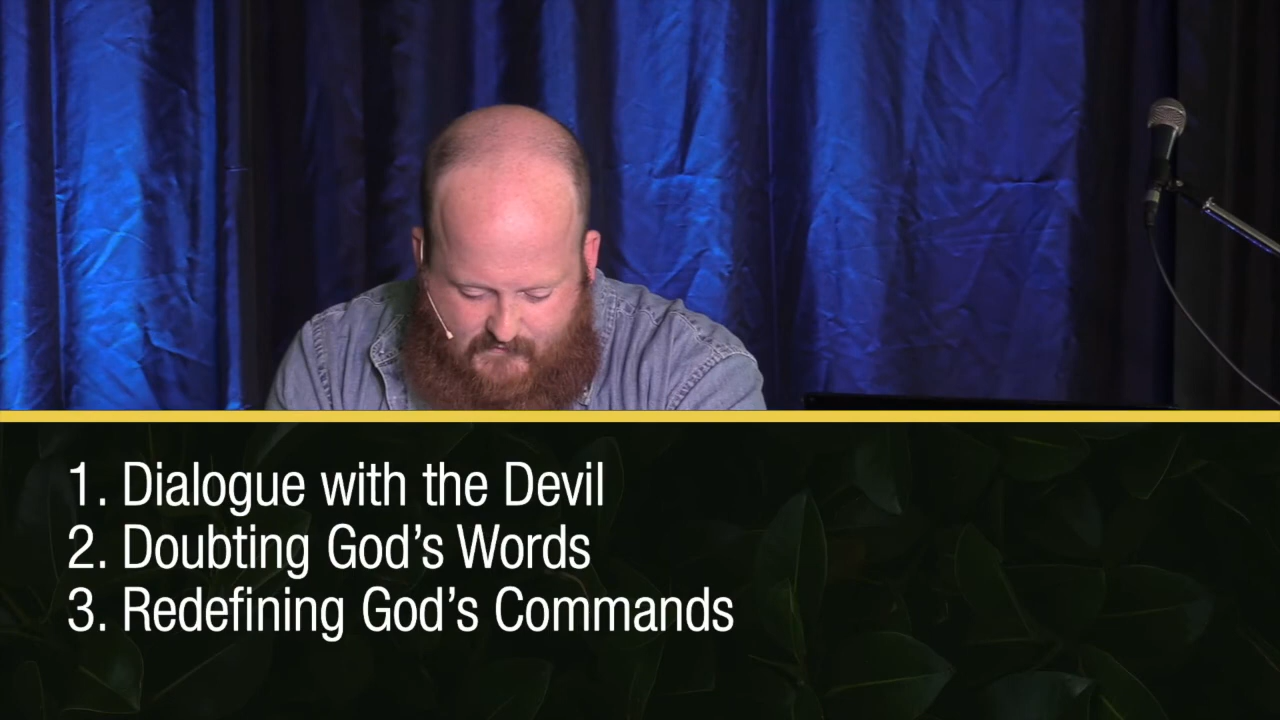 1. Dialogue with the Devil
2. Doubting God’s Words
3. Redefining God’s Commands